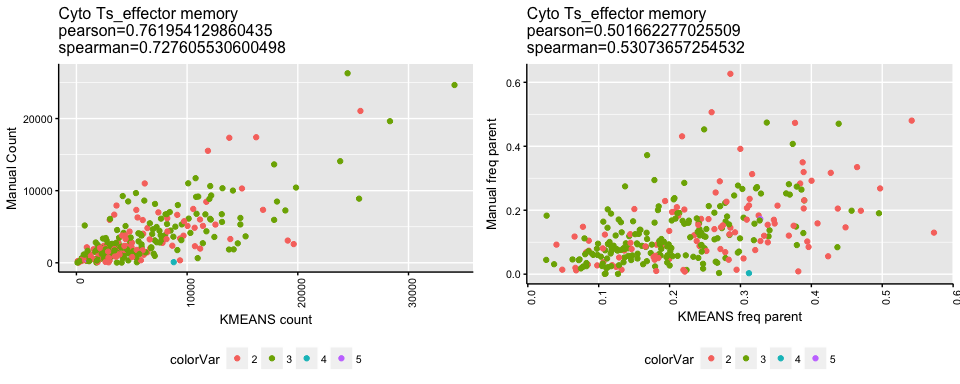 Cyto Ts_effector memory
pearson=0.761954129860435
spearman=0.727605530600498
Manual Count
20000
10000
0
0
10000
20000
30000
KMEANS count
colorVar 2 3 4 5
Cyto Ts_effector memory
pearson=0.501662277025509
spearman=0.53073657254532
Manual freq parent
0.6
0.4
0.2
0.0
0.0
0.1
0.2
0.3
0.4
0.5
0.6
KMEANS freq parent
colorVar 2 3 4 5